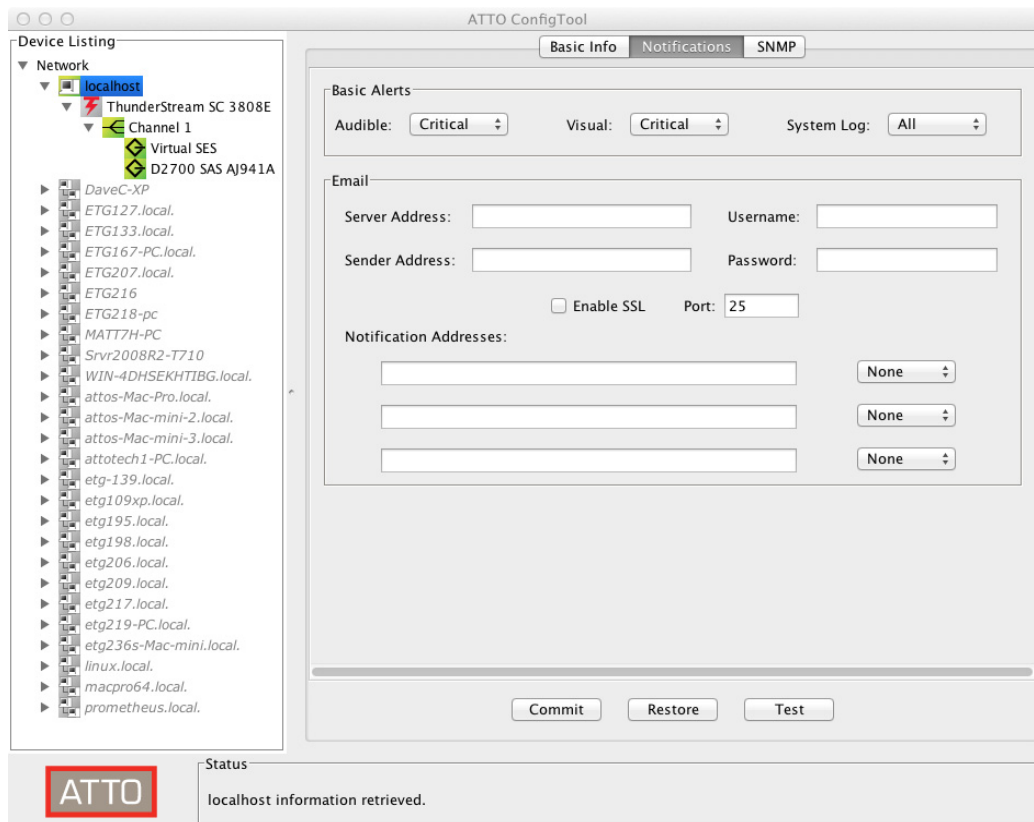 ATTO ConfigTool
Device Listing
Network
localhost
ThunderStream SC 3808E
Channel 1
Virtual SES
D2700 SAS AJ941A
DaveC-XP
ETG127.local.
ETG133.local.
ETG167-PC.local.
ETG207.local.
ETG216
ETG218-pc
MATT7H-PC
Srvr2008R2-T710
WIN-4DHSEKHTIBG.local.
attos-Mac-Pro.local.
attos-Mac-mini-2.local.
attos-Mac-mini-3.local.
attotech1-PC.local.
etg-139.local.
etg109xp.local.
etg195.local.
etg198.local.
etg206.local.
etg209.local.
etg217.local.
etg219-PC.local.
etg236s-Mac-mini.local.
linux.local.
macpro64.local.
prometheus.local.
Basic Info Notifications SNMP
Basic Alerts
Audible: Critical Visual: Critical System Log: All
Email
Server Address: Username:
Sender Address: Password:
Enable SSL Port: 25
Notification Addresses:
None
None
None
Commit Restore Test
ATTO
Status
localhost information retrieved.